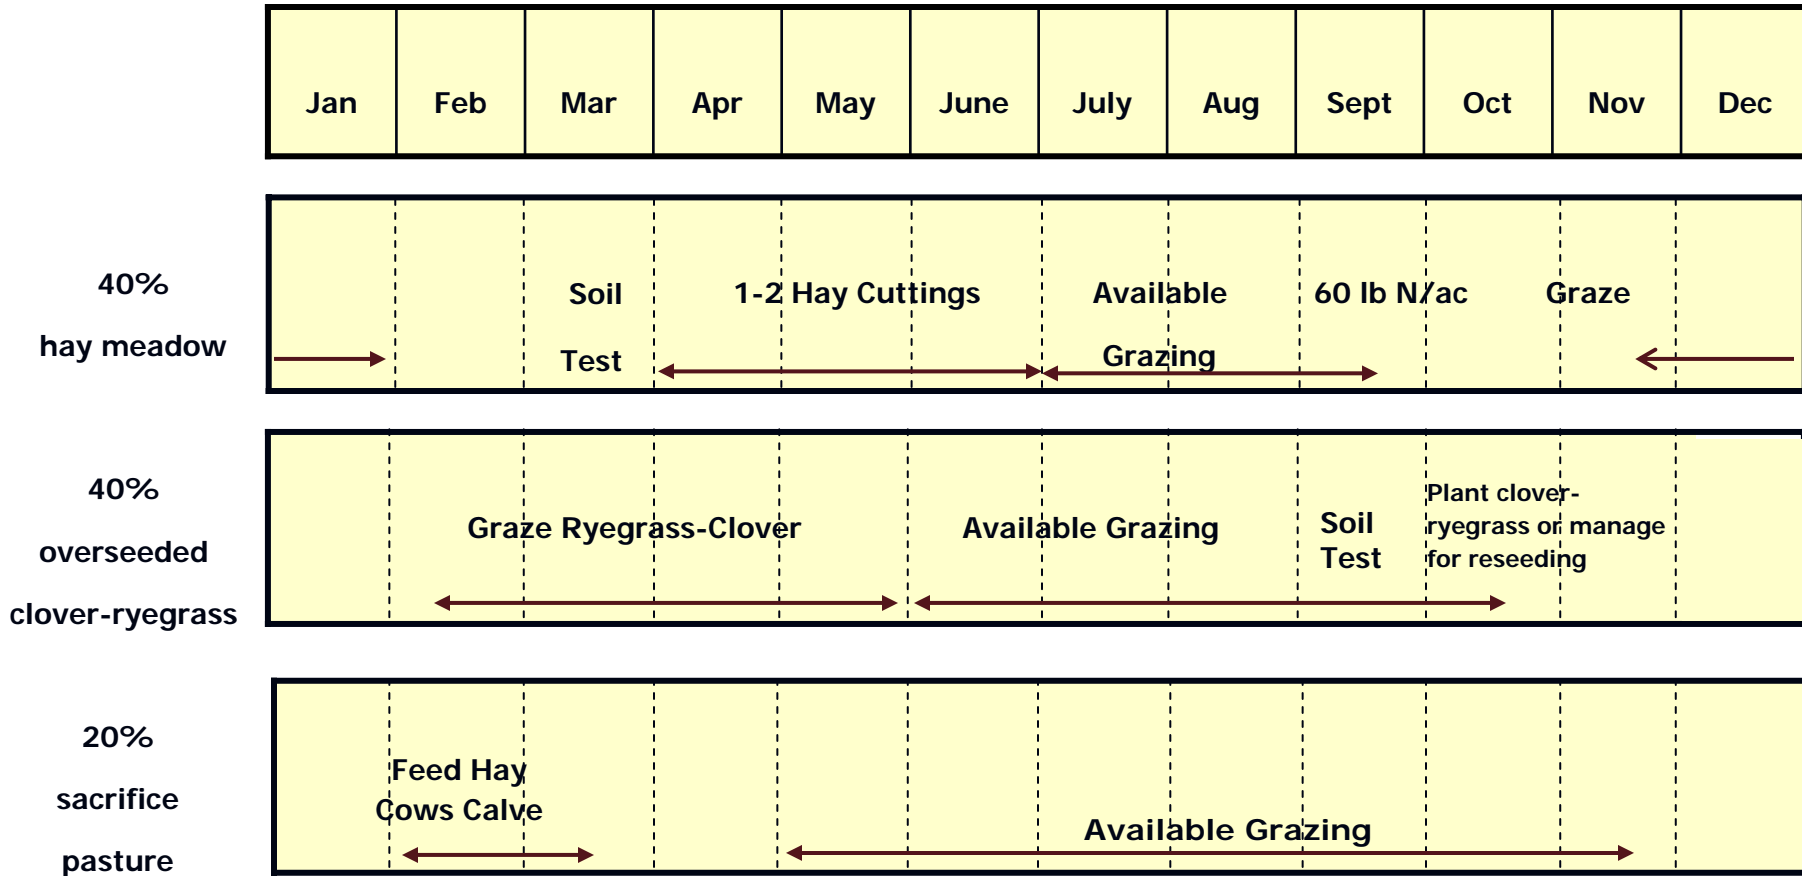 Jan Feb Mar Apr May June July Aug Sept Oct Nov Dec
40%
hay meadow
Soil
Test
1-2 Hay Cuttings
Available
Grazing
60 lb N/ac
Graze
40%
overseeded
clover-ryegrass
Graze Ryegrass-Clover
Available Grazing
Soil
Test
Plant clover-
ryegrass or manage
for reseeding
20%
sacrifice
pasture
Feed Hay
Cows Calve
Available Grazing